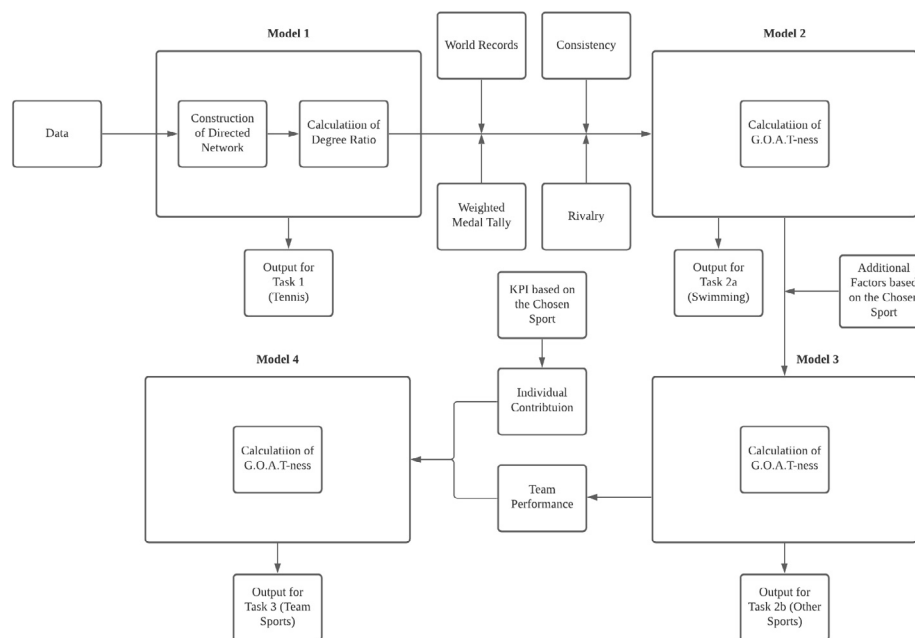 Model 1
World Records
Consistency
Model 2
Data
Construction
of Directed
Network
Calculatiion of
Degree Ratio
Calculatiion of
G.O.A.T-ness
Weighted
Medal Tally
Rivalry
Output for
Task 1
(Tennis)
KPI based on
the Chosen
Sport
Output for
Task 2a
(Swimming)
Additional
Factors based
on the Chosen
Sport
Model 4
Model 3
Individual
Contribtuion
Calculatiion of
G.O.A.T-ness
Team
Performance
Calculatiion of
G.O.A.T-ness
Output for
Task 3 (Team
Sports)
Output for
Task 2b (Other
Sports)